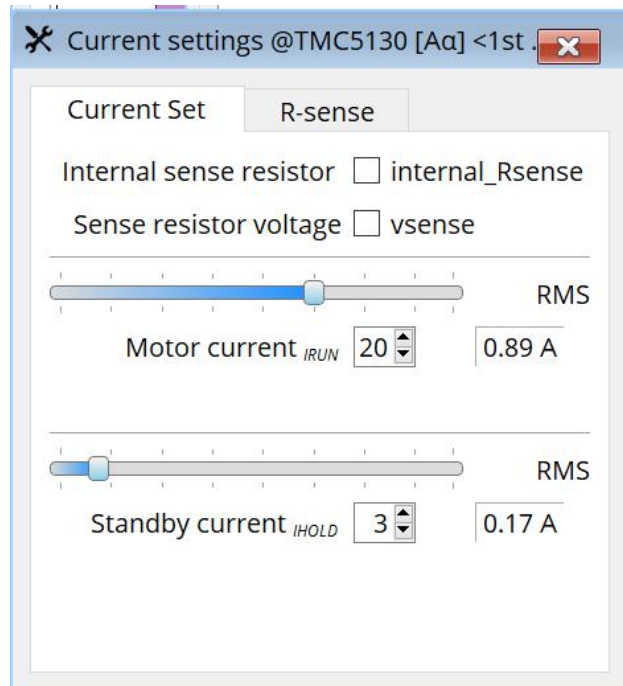 Current settings @TMC5130 [Aα] <1st .
Current Set
R-sense
Internal sense resistor internal_Rsense
Sense resistor voltage vsense
RMS
Motor current IRUN 20 0.89 A
RMS
Standby current IHOLD 3 0.17 A